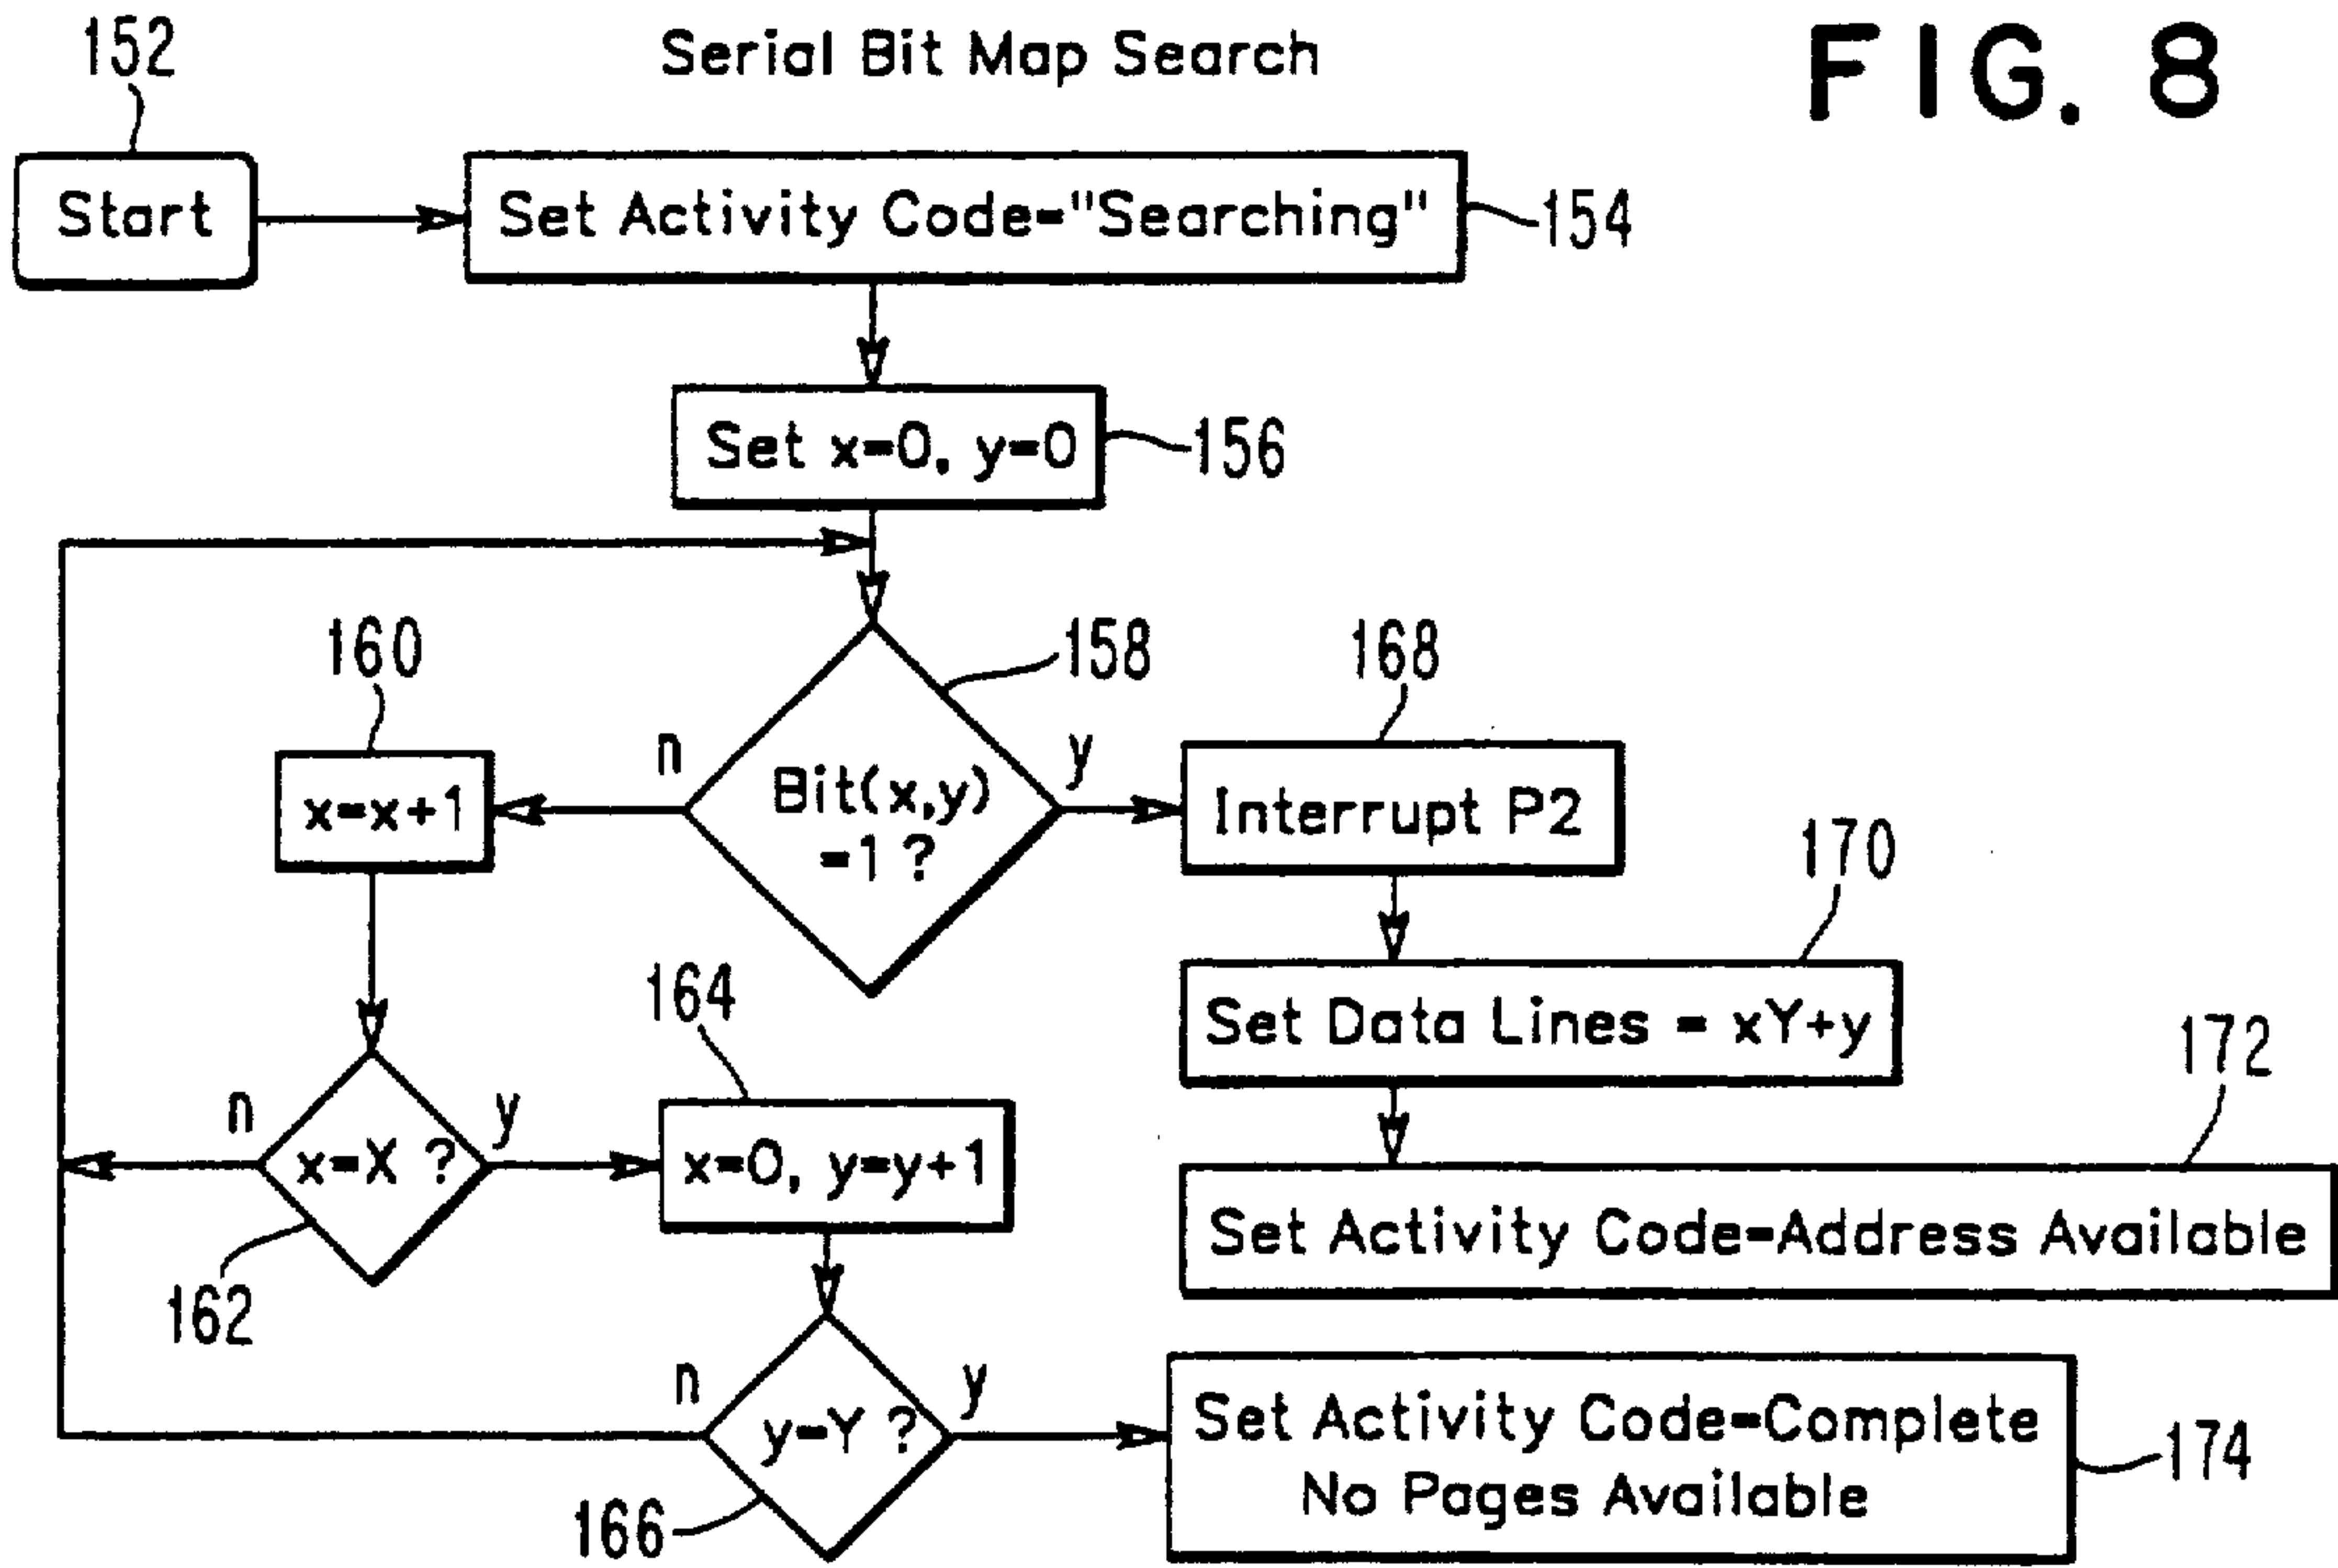 152
Serial Bit Map Search
FIG. 8
Start
Set Activity Code="Searching"
154
Set x=0, y=0
156
158
160
168
n
y
Bit(x,y)
=1 ?
x=x+1
Interrupt P2
170
164
Set Data Lines = xY+y
172
n
y
x=X ?
x=0, y=y+1
162
Set Activity Code=Address Available
n
y
y=Y ?
166
Set Activity Code=Complete
No Pages Available
174